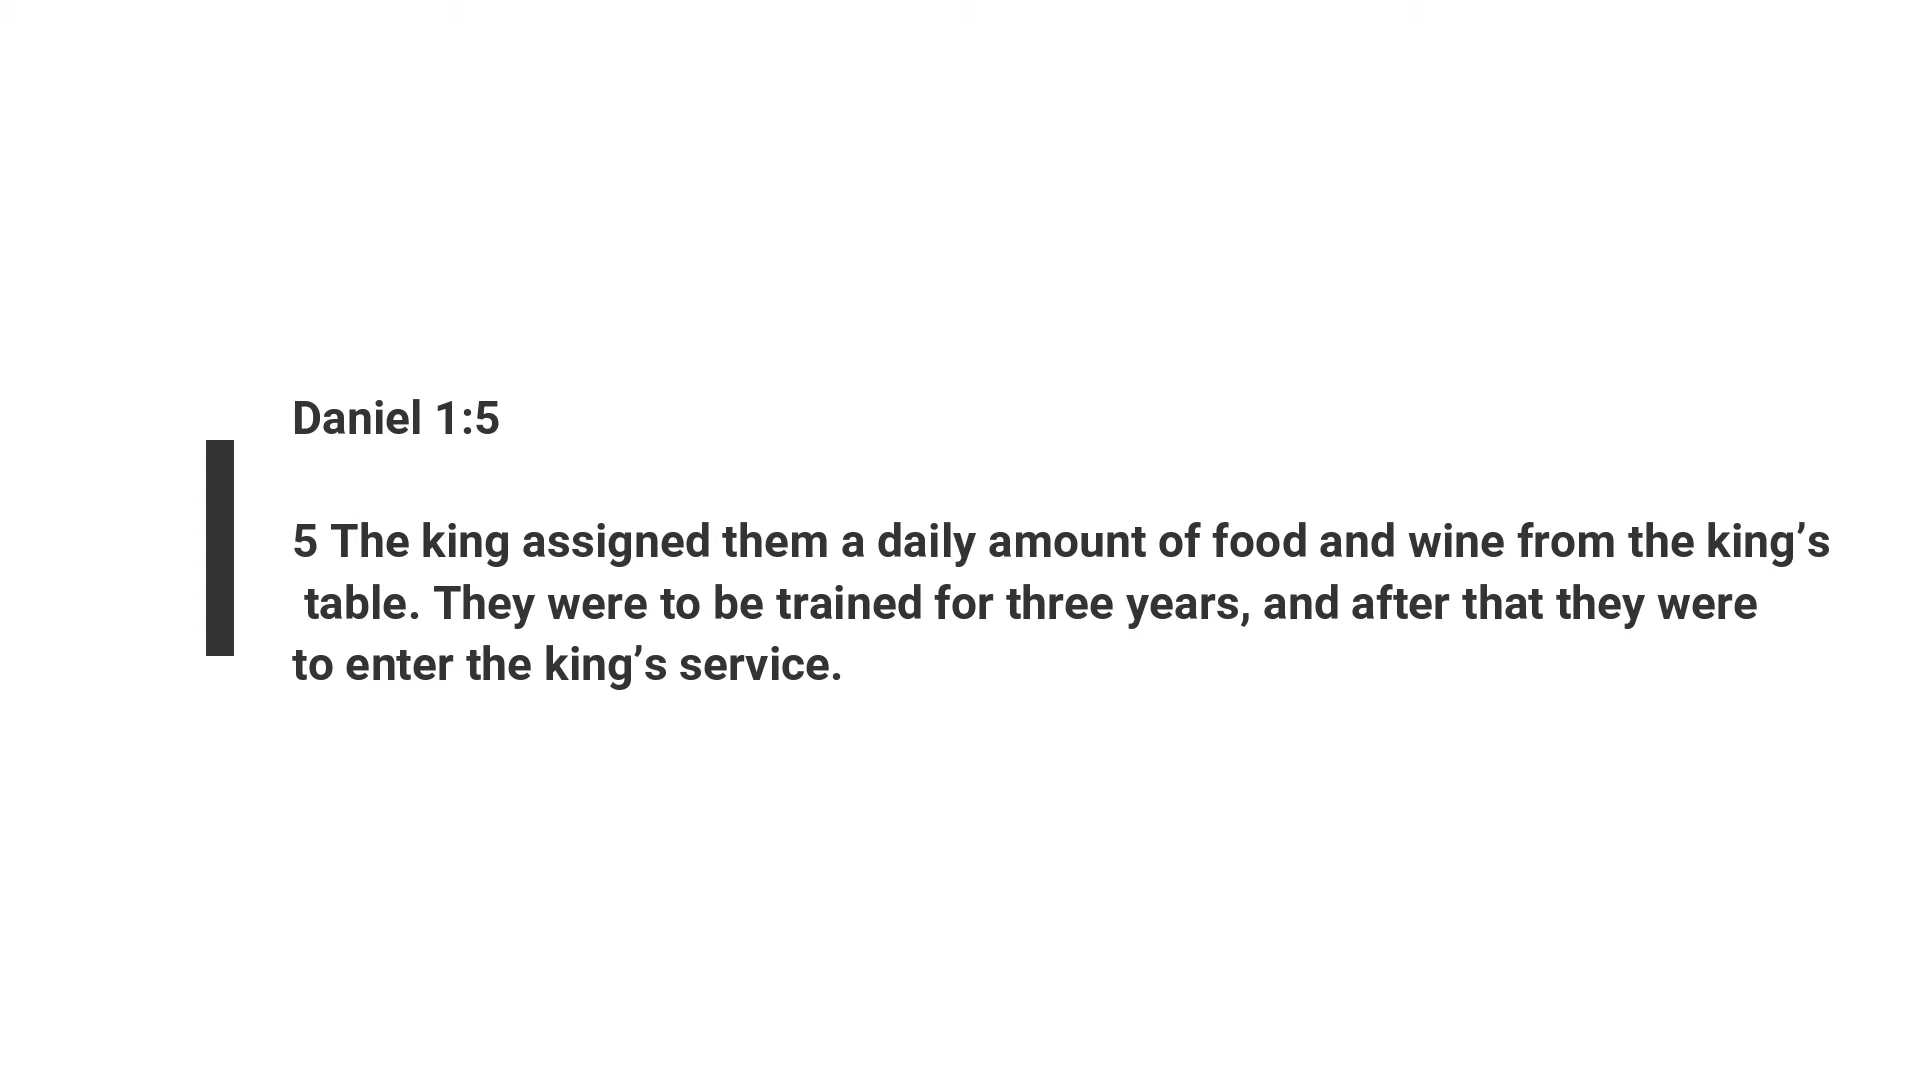 Daniel 1:5
5 The king assigned them a daily amount of food and wine from the king’s
table. They were to be trained for three years, and after that they were
to enter the king’s service.